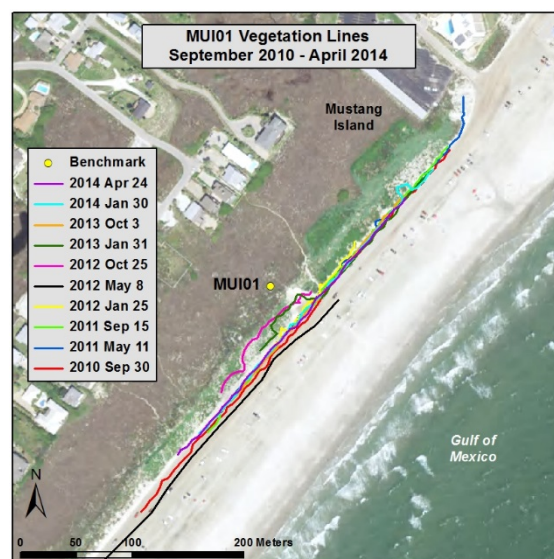 MUI01 Vegetation Lines
September 2010 - April 2014
Mustang
Island
Benchmark
2014 Apr 24
2014 Jan 30
2013 Oct 3
2013 Jan 31
2012 Oct 25
2012 May 8
2012 Jan 25
2011 Sep 15
2011 May 11
2010 Sep 30
MUI01
Gulf of
Mexico
N
0 50 100 200 Meters